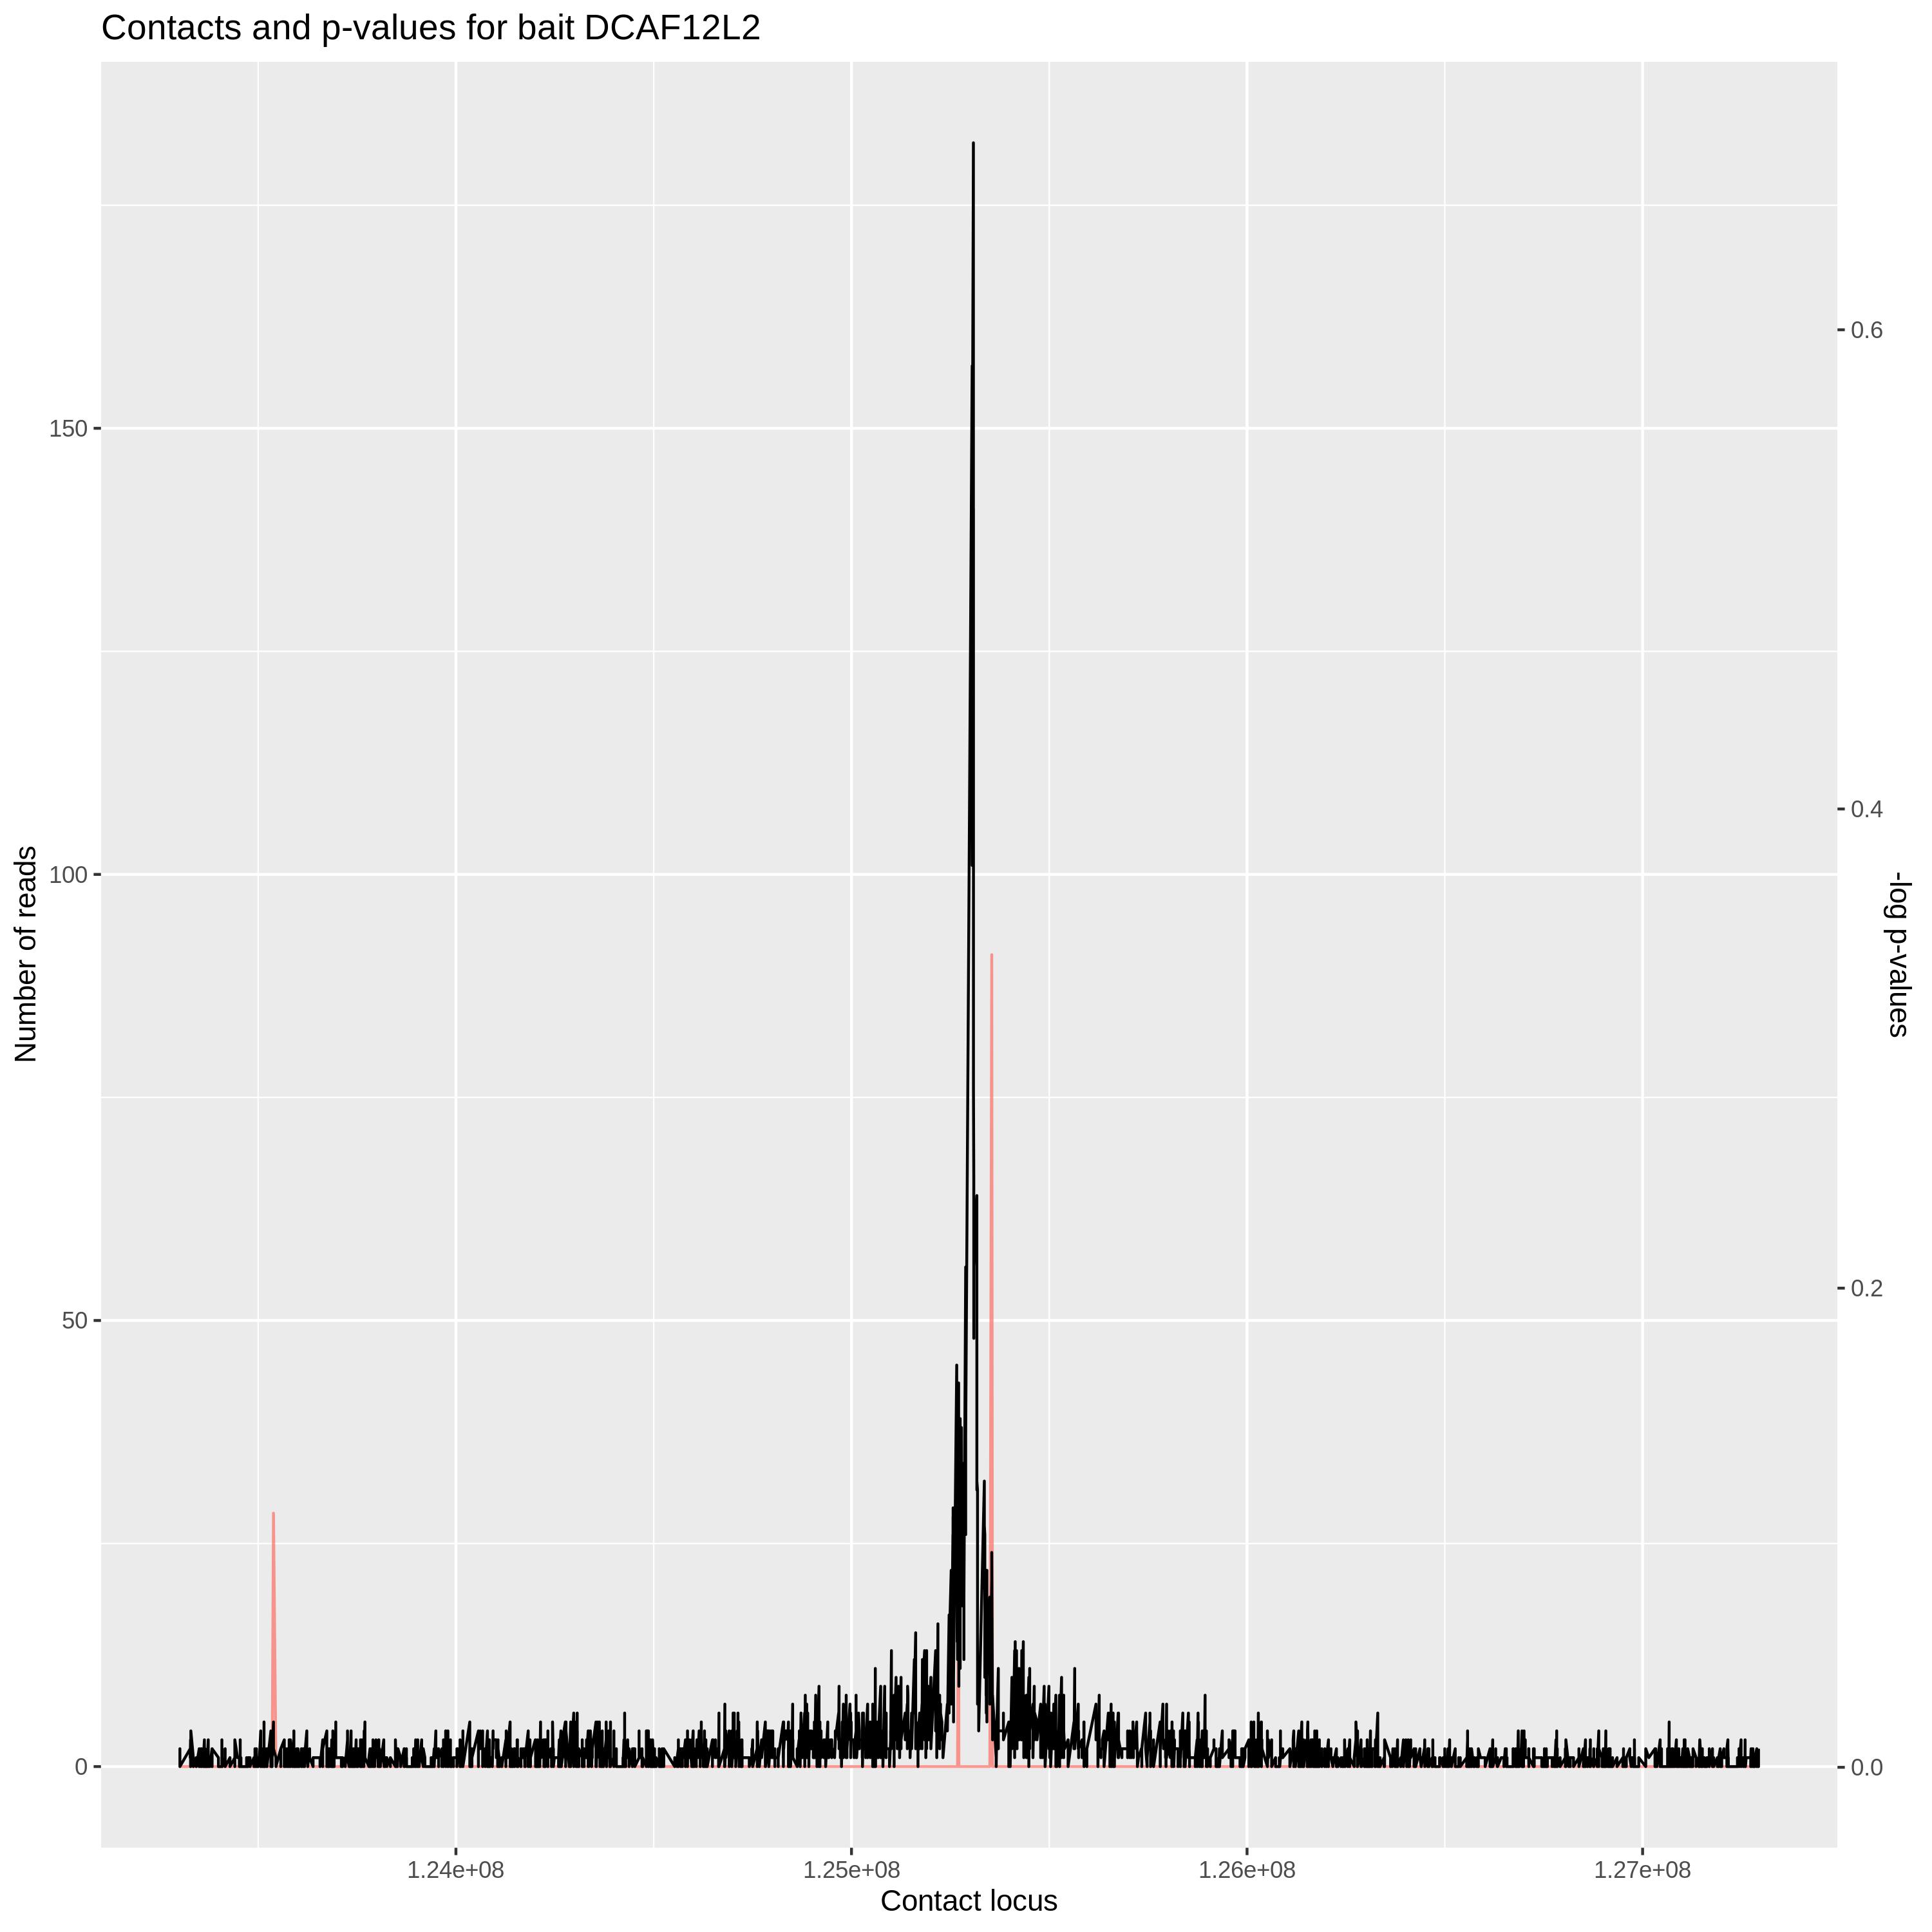 Contacts and p-values for bait DCAF12L2
Number of reads
150
100
50
0
0.6
0.4
0.2
0.0
-log p-values
1.24e+08 1.25e+08 1.26e+08 1.27e+08
Contact locus